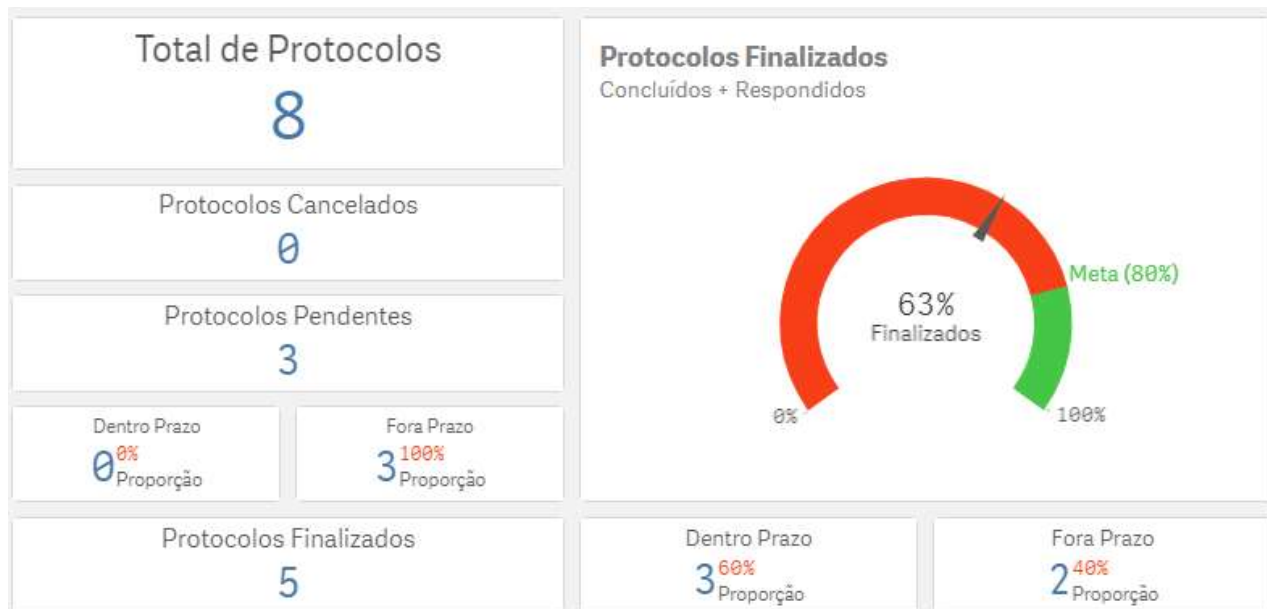 Total de Protocolos
8
Protocolos Cancelados
0
Protocolos Pendentes
3
Dentro Prazo
0 0%
Proporção
Fora Prazo
3 100%
Proporção
Protocolos Finalizados
5
Protocolos Finalizados
Concluídos + Respondidos
Meta (80%)
63%
Finalizados
0%
100%
Dentro Prazo
3 60%
Proporção
Fora Prazo
2 40%
Proporção